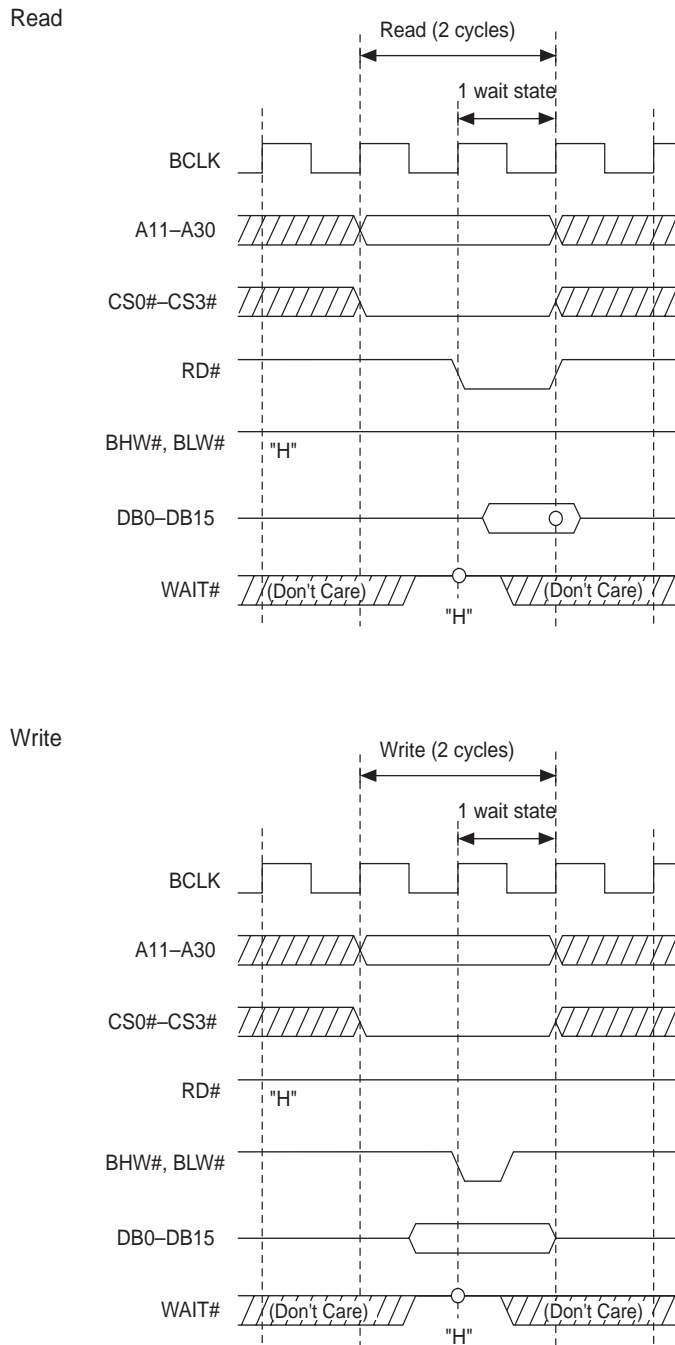 Read
Read (2 cycles)
1 wait state
BCLK
A11–A30
CS0#–CS3#
RD#
BHW#, BLW#
"H"
DB0–DB15
WAIT#
(Don't Care)
(Don't Care)
"H"
Write
Write (2 cycles)
1 wait state
BCLK
A11–A30
CS0#–CS3#
RD#
"H"
BHW#, BLW#
DB0–DB15
WAIT#
(Don't Care)
(Don't Care)
"H"